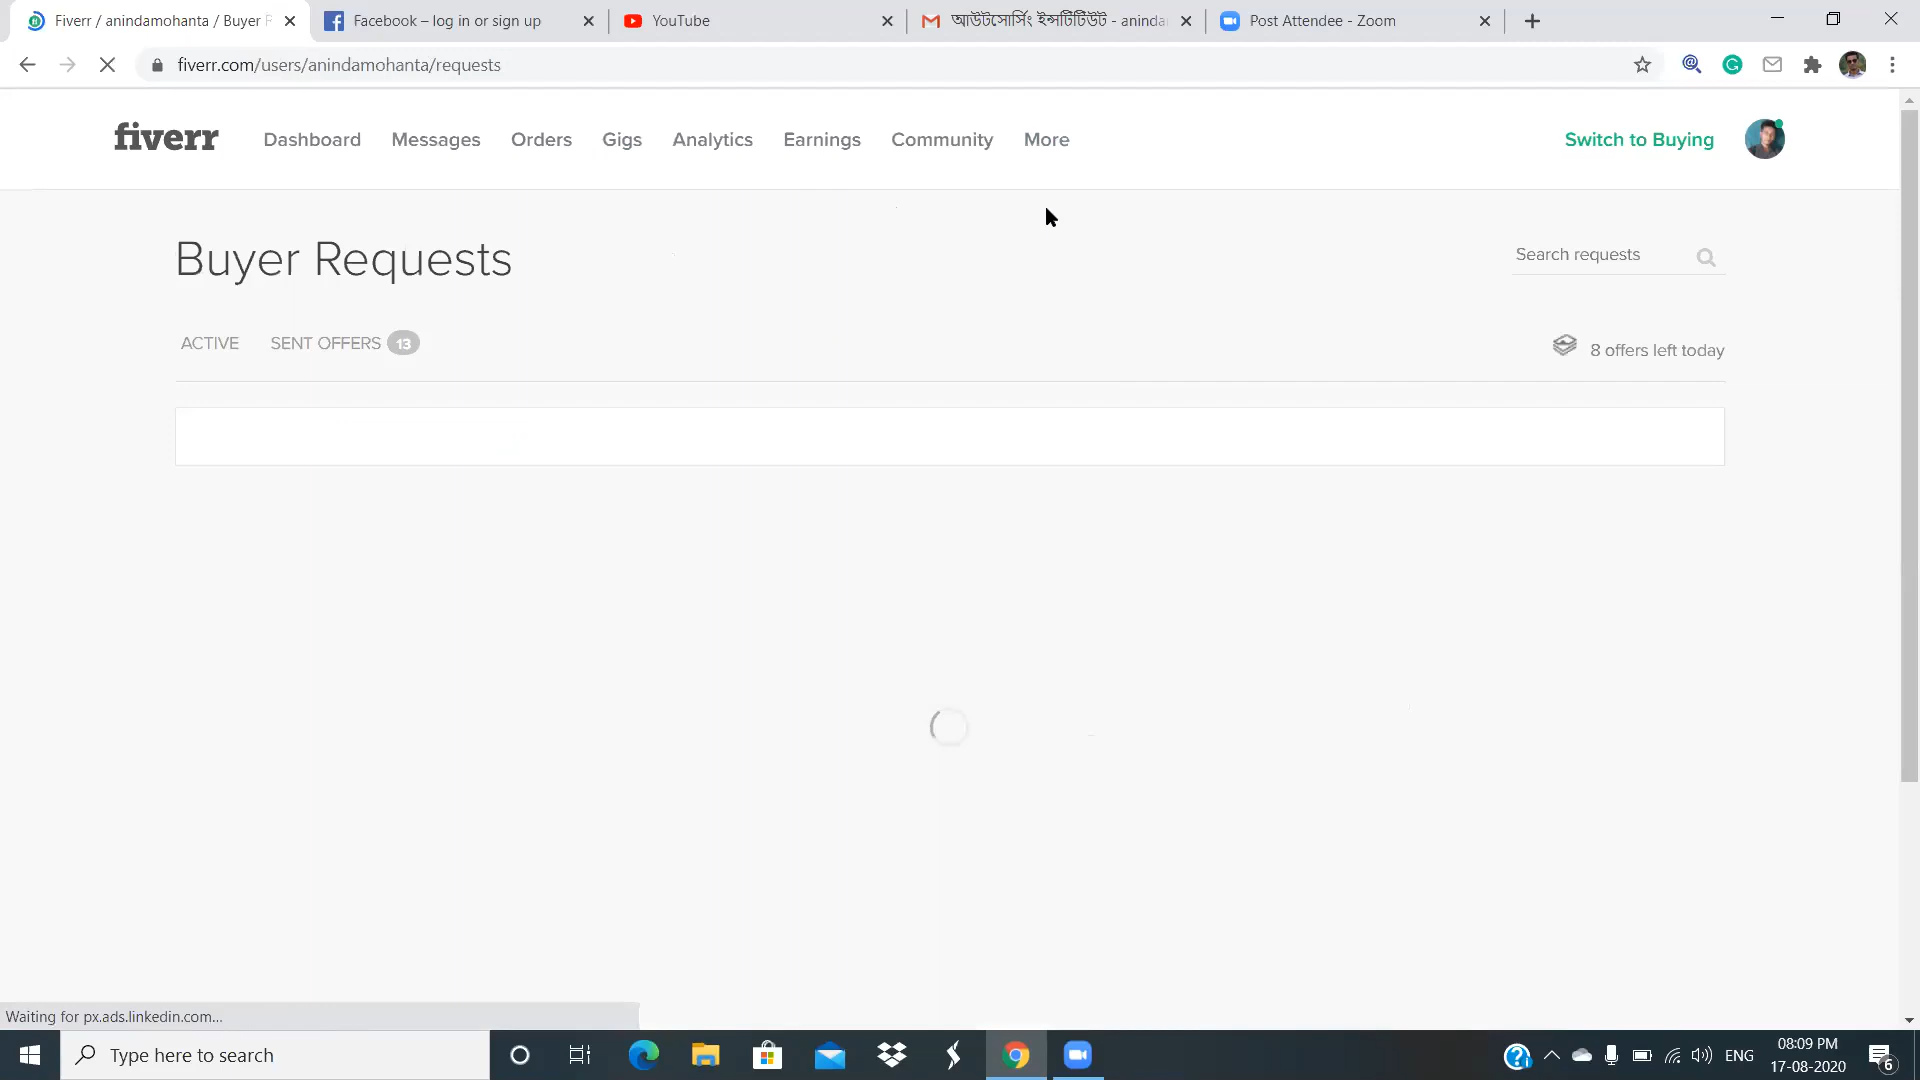 Fiverr / anindamohanta / Buyer
Facebook – log in or sign up
YouTube
আউটসোর্সিং ইন্সটিটিউট - aninda
Post Attendee - Zoom
fiverr.com/users/anindamohanta/requests
fiverr
Dashboard
Messages
Orders
Gigs
Analytics
Earnings
Community
More
Switch to Buying
Buyer Requests
Search requests
ACTIVE
SENT OFFERS 13
8 offers left today
Waiting for px.ads.linkedin.com...
Type here to search
ENG
08:09 PM
17-08-2020
6